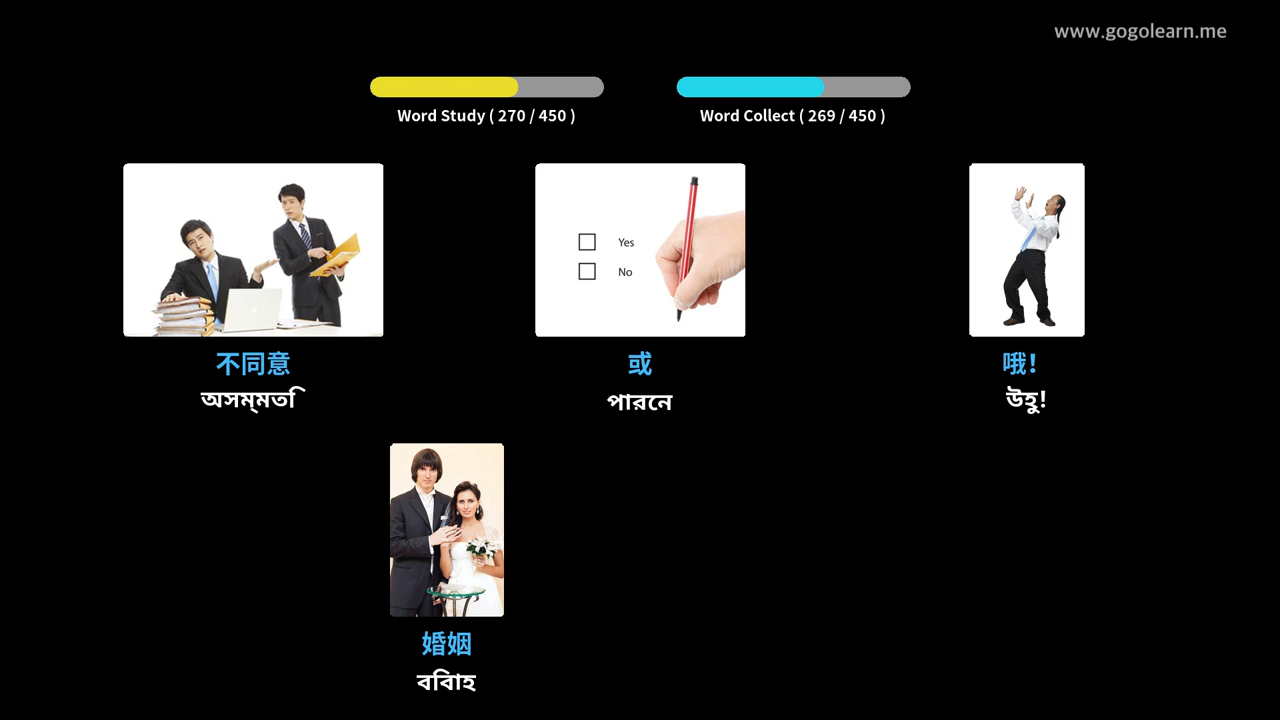 www.gogolearn.me
Word Study ( 270 / 450 )
Word Collect ( 269 / 450 )
Yes
No
不同意
অসম্মতি
或
পারনে
哦!
উহু!
婚姻
ববিাহ